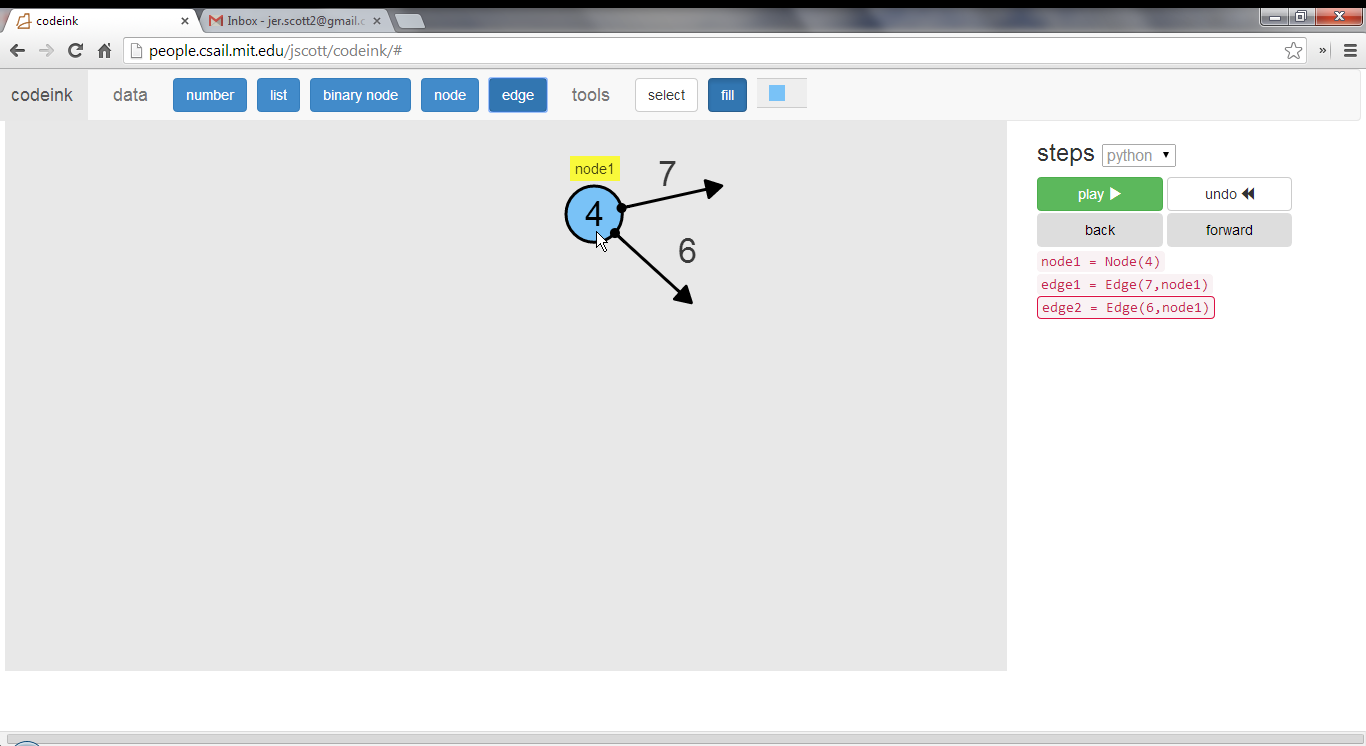 codeink
Inbox - jer.scott2@gmail.c
people.csail.mit.edu/jscott/codeink/#
codeink data number list binary node node edge tools select fill
node1
7
4
6
steps python
play undo
back forward
node1 = Node(4)
edge1 = Edge(7,node1)
edge2 = Edge(6,node1)